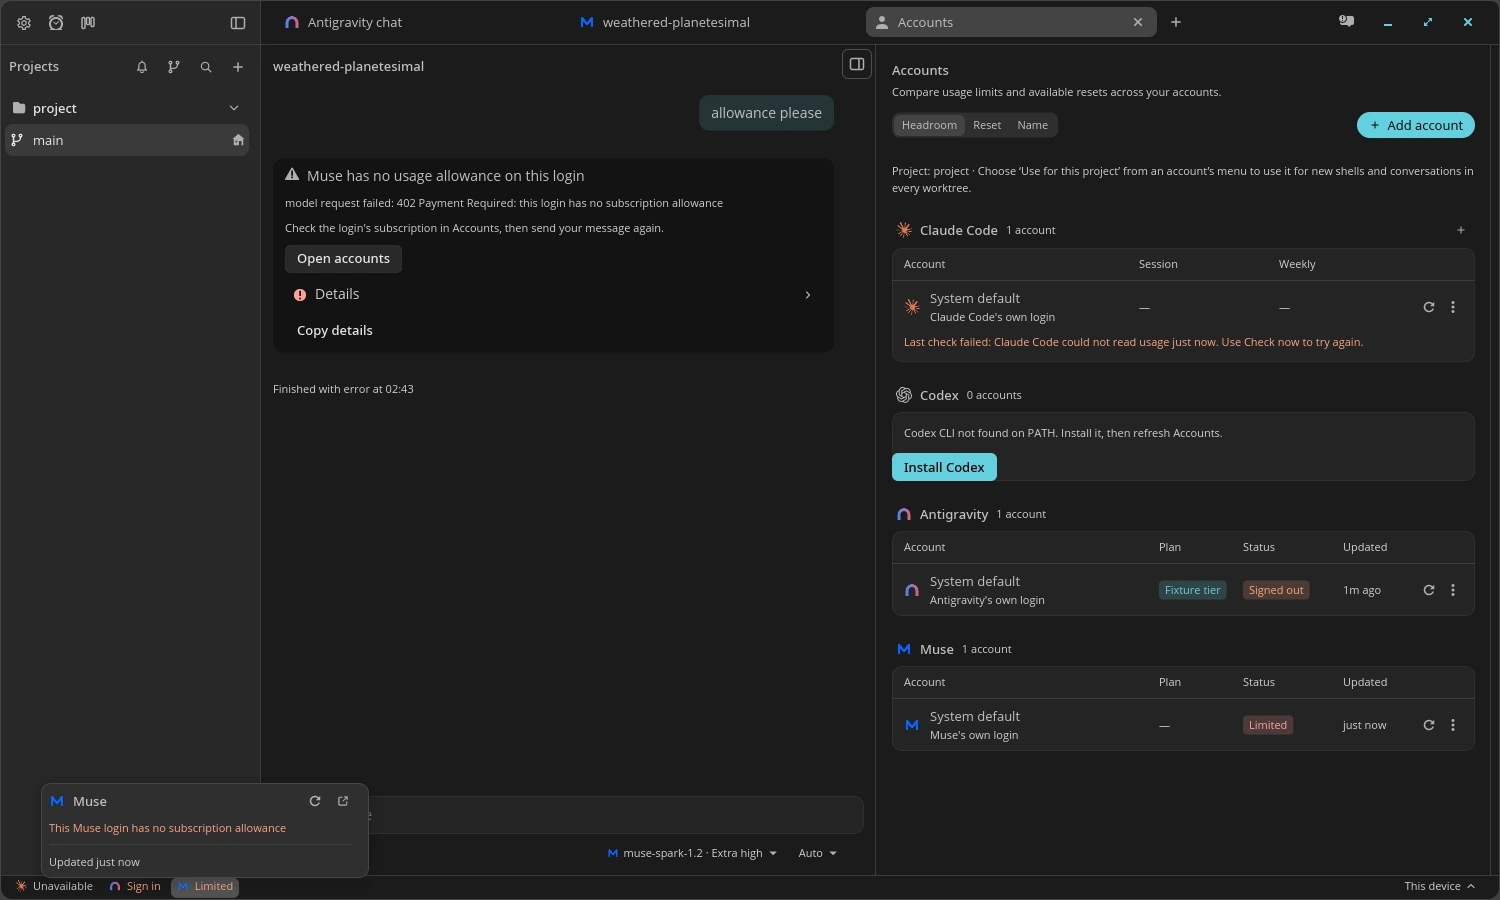 Antigravity chat
weathered-planetesimal
Accounts
Projects
project
main
weathered-planetesimal
allowance please
Muse has no usage allowance on this login
model request failed: 402 Payment Required: this login has no subscription allowance
Check the login's subscription in Accounts, then send your message again.
Open accounts
Details
Copy details
Finished with error at 02:43
muse-spark-1.2 · Extra high
Auto
Accounts
Compare usage limits and available resets across your accounts.
Headroom Reset Name
+ Add account
Project: project · Choose ‘Use for this project’ from an account's menu to use it for new shells and conversations in
every worktree.
Claude Code 1 account
Account Session Weekly
System default
Claude Code's own login
— —
Last check failed: Claude Code could not read usage just now. Use Check now to try again.
Codex 0 accounts
Codex CLI not found on PATH. Install it, then refresh Accounts.
Install Codex
Antigravity 1 account
Account Plan Status Updated
System default
Antigravity's own login
Fixture tier Signed out 1m ago
Muse 1 account
Account Plan Status Updated
System default
Muse's own login
— Limited just now
Muse
This Muse login has no subscription allowance
Updated just now
Unavailable Sign in Limited
This device